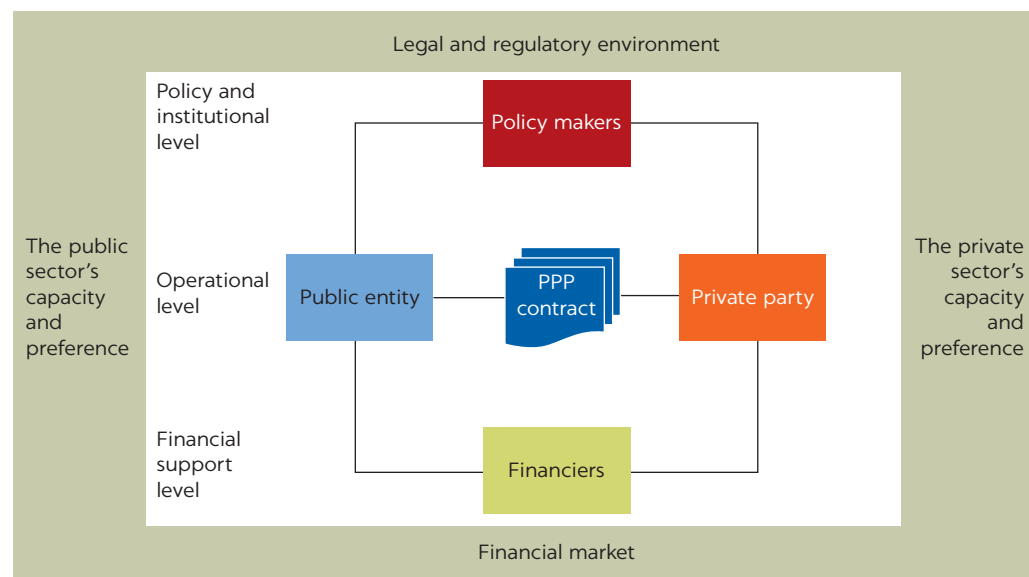 Legal and regulatory environment
Policy and
institutional
level
Policy makers
The public
sector’s
capacity
and
preference
Operational
level
Public entity
PPP
contract
Private party
The private
sector’s
capacity
and
preference
Financial
support
level
Financiers
Financial market